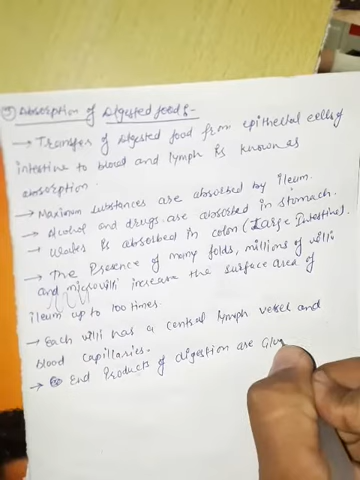 5) Absorption of Digested food:-
→ Transfer of digested food from epithelial cells of
intestine to blood and lymph is known as
absorption.
→ Maximum substances are absorbed by ileum.
→ Alcohol and drugs are absorbed in stomach.
→ Water is absorbed in colon (Large Intestine).
→ The Presence of many folds, millions of villi
and microvilli increase the surface area of
ileum up to 100 times.
→ Each villi has a central lymph vessel and
blood capillaries.
→ End Products of digestion are Glu